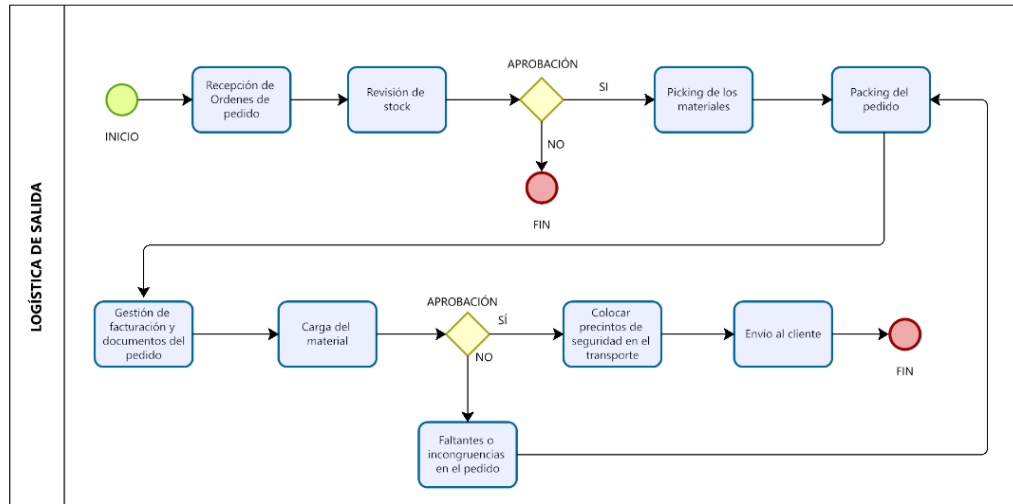 LOGÍSTICA DE SALIDA
INICIO
Recepción de
Ordenes de
pedido
Revisión de
stock
APROBACIÓN
SI
NO
FIN
Picking de los
materiales
Packing del
pedido
Gestión de
facturación y
documentos del
pedido
Carga del
material
APROBACIÓN
SÍ
NO
Colocar
precintos de
seguridad en el
transporte
Envio al cliente
FIN
Faltantes o
incongruencias
en el pedido